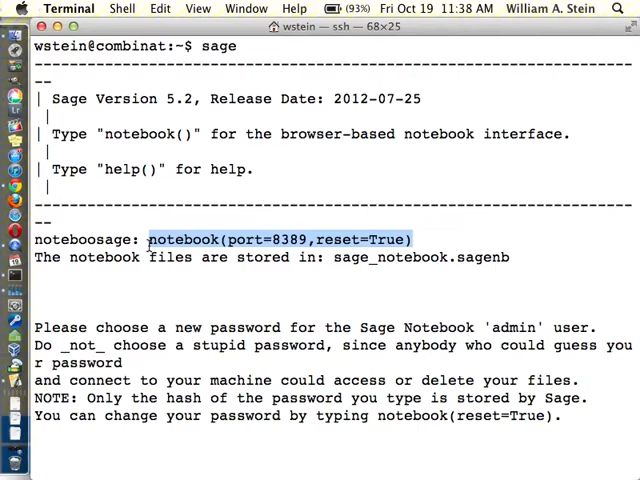 Terminal Shell Edit View Window Help (93%) Fri Oct 19 11:38 AM William A. Stein
wstein — ssh — 68×25
wstein@combinat:~$ sage
----------------------------------------------------------------------
--
| Sage Version 5.2, Release Date: 2012-07-25
|
| Type "notebook()" for the browser-based notebook interface.
|
| Type "help()" for help.
|
----------------------------------------------------------------------
--
noteboosage: notebook(port=8389,reset=True)
The notebook files are stored in: sage_notebook.sagenb
Please choose a new password for the Sage Notebook 'admin' user.
Do _not_ choose a stupid password, since anybody who could guess you
r password
and connect to your machine could access or delete your files.
NOTE: Only the hash of the password you type is stored by Sage.
You can change your password by typing notebook(reset=True).